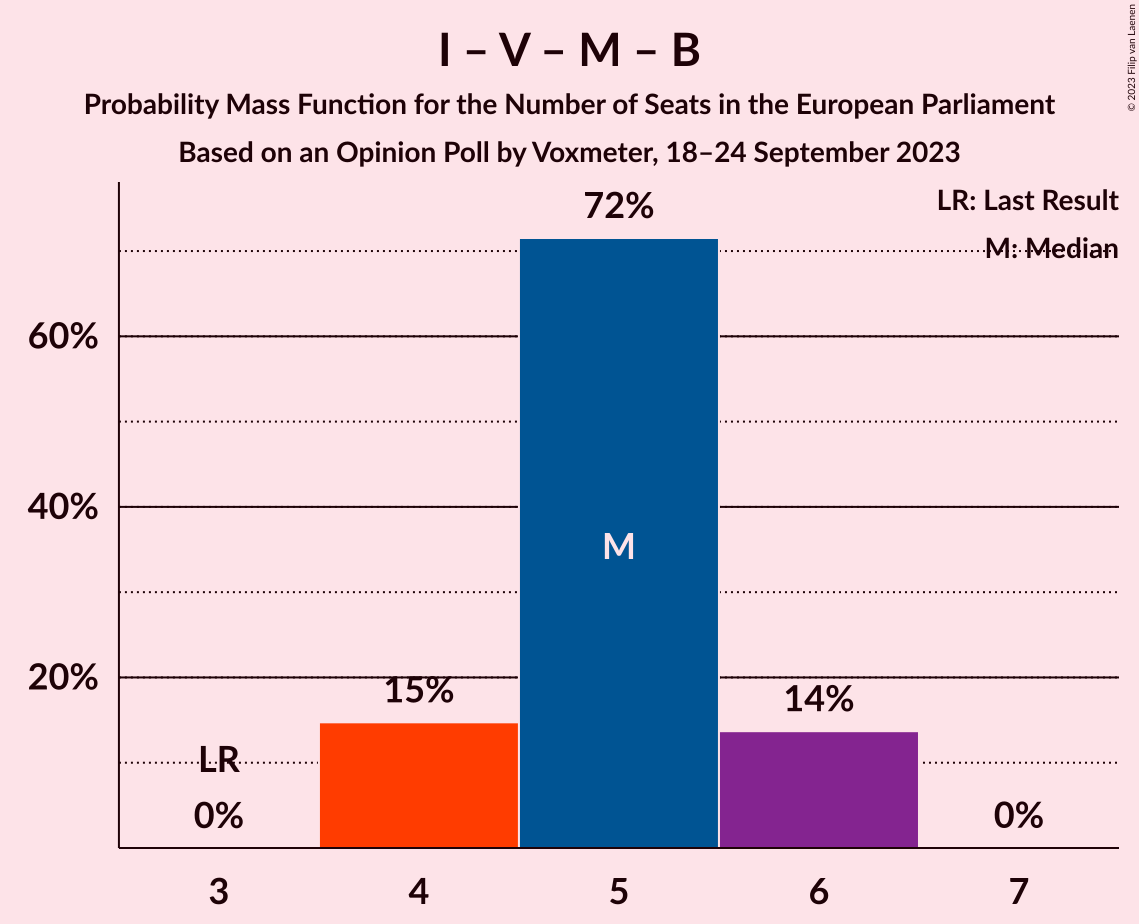 I – V – M – B
Probability Mass Function for the Number of Seats in the European Parliament
Based on an Opinion Poll by Voxmeter, 18–24 September 2023
© 2023 Filip van Laenen
LR: Last Result
M: Median
72%
60%
40%
M
20%
15%
14%
LR
0%
0%
3
4
5
6
7